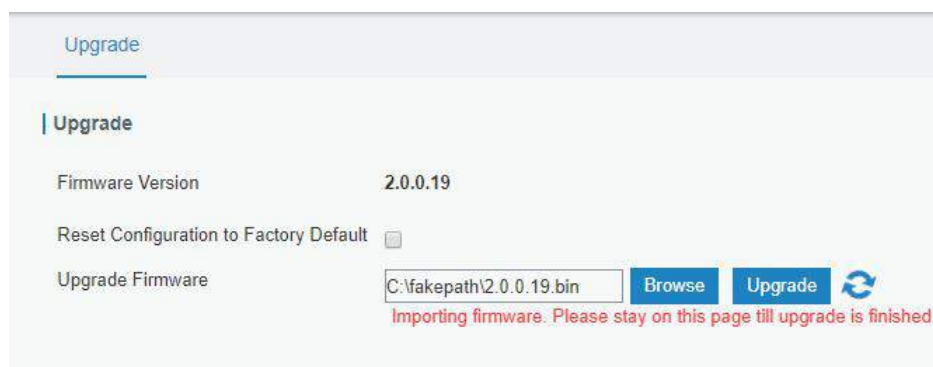 Upgrade
Upgrade
Firmware Version 2.0.0.19
Reset Configuration to Factory Default
Upgrade Firmware C:\fakepath\2.0.0.19.bin Browse Upgrade
Importing firmware. Please stay on this page till upgrade is finished